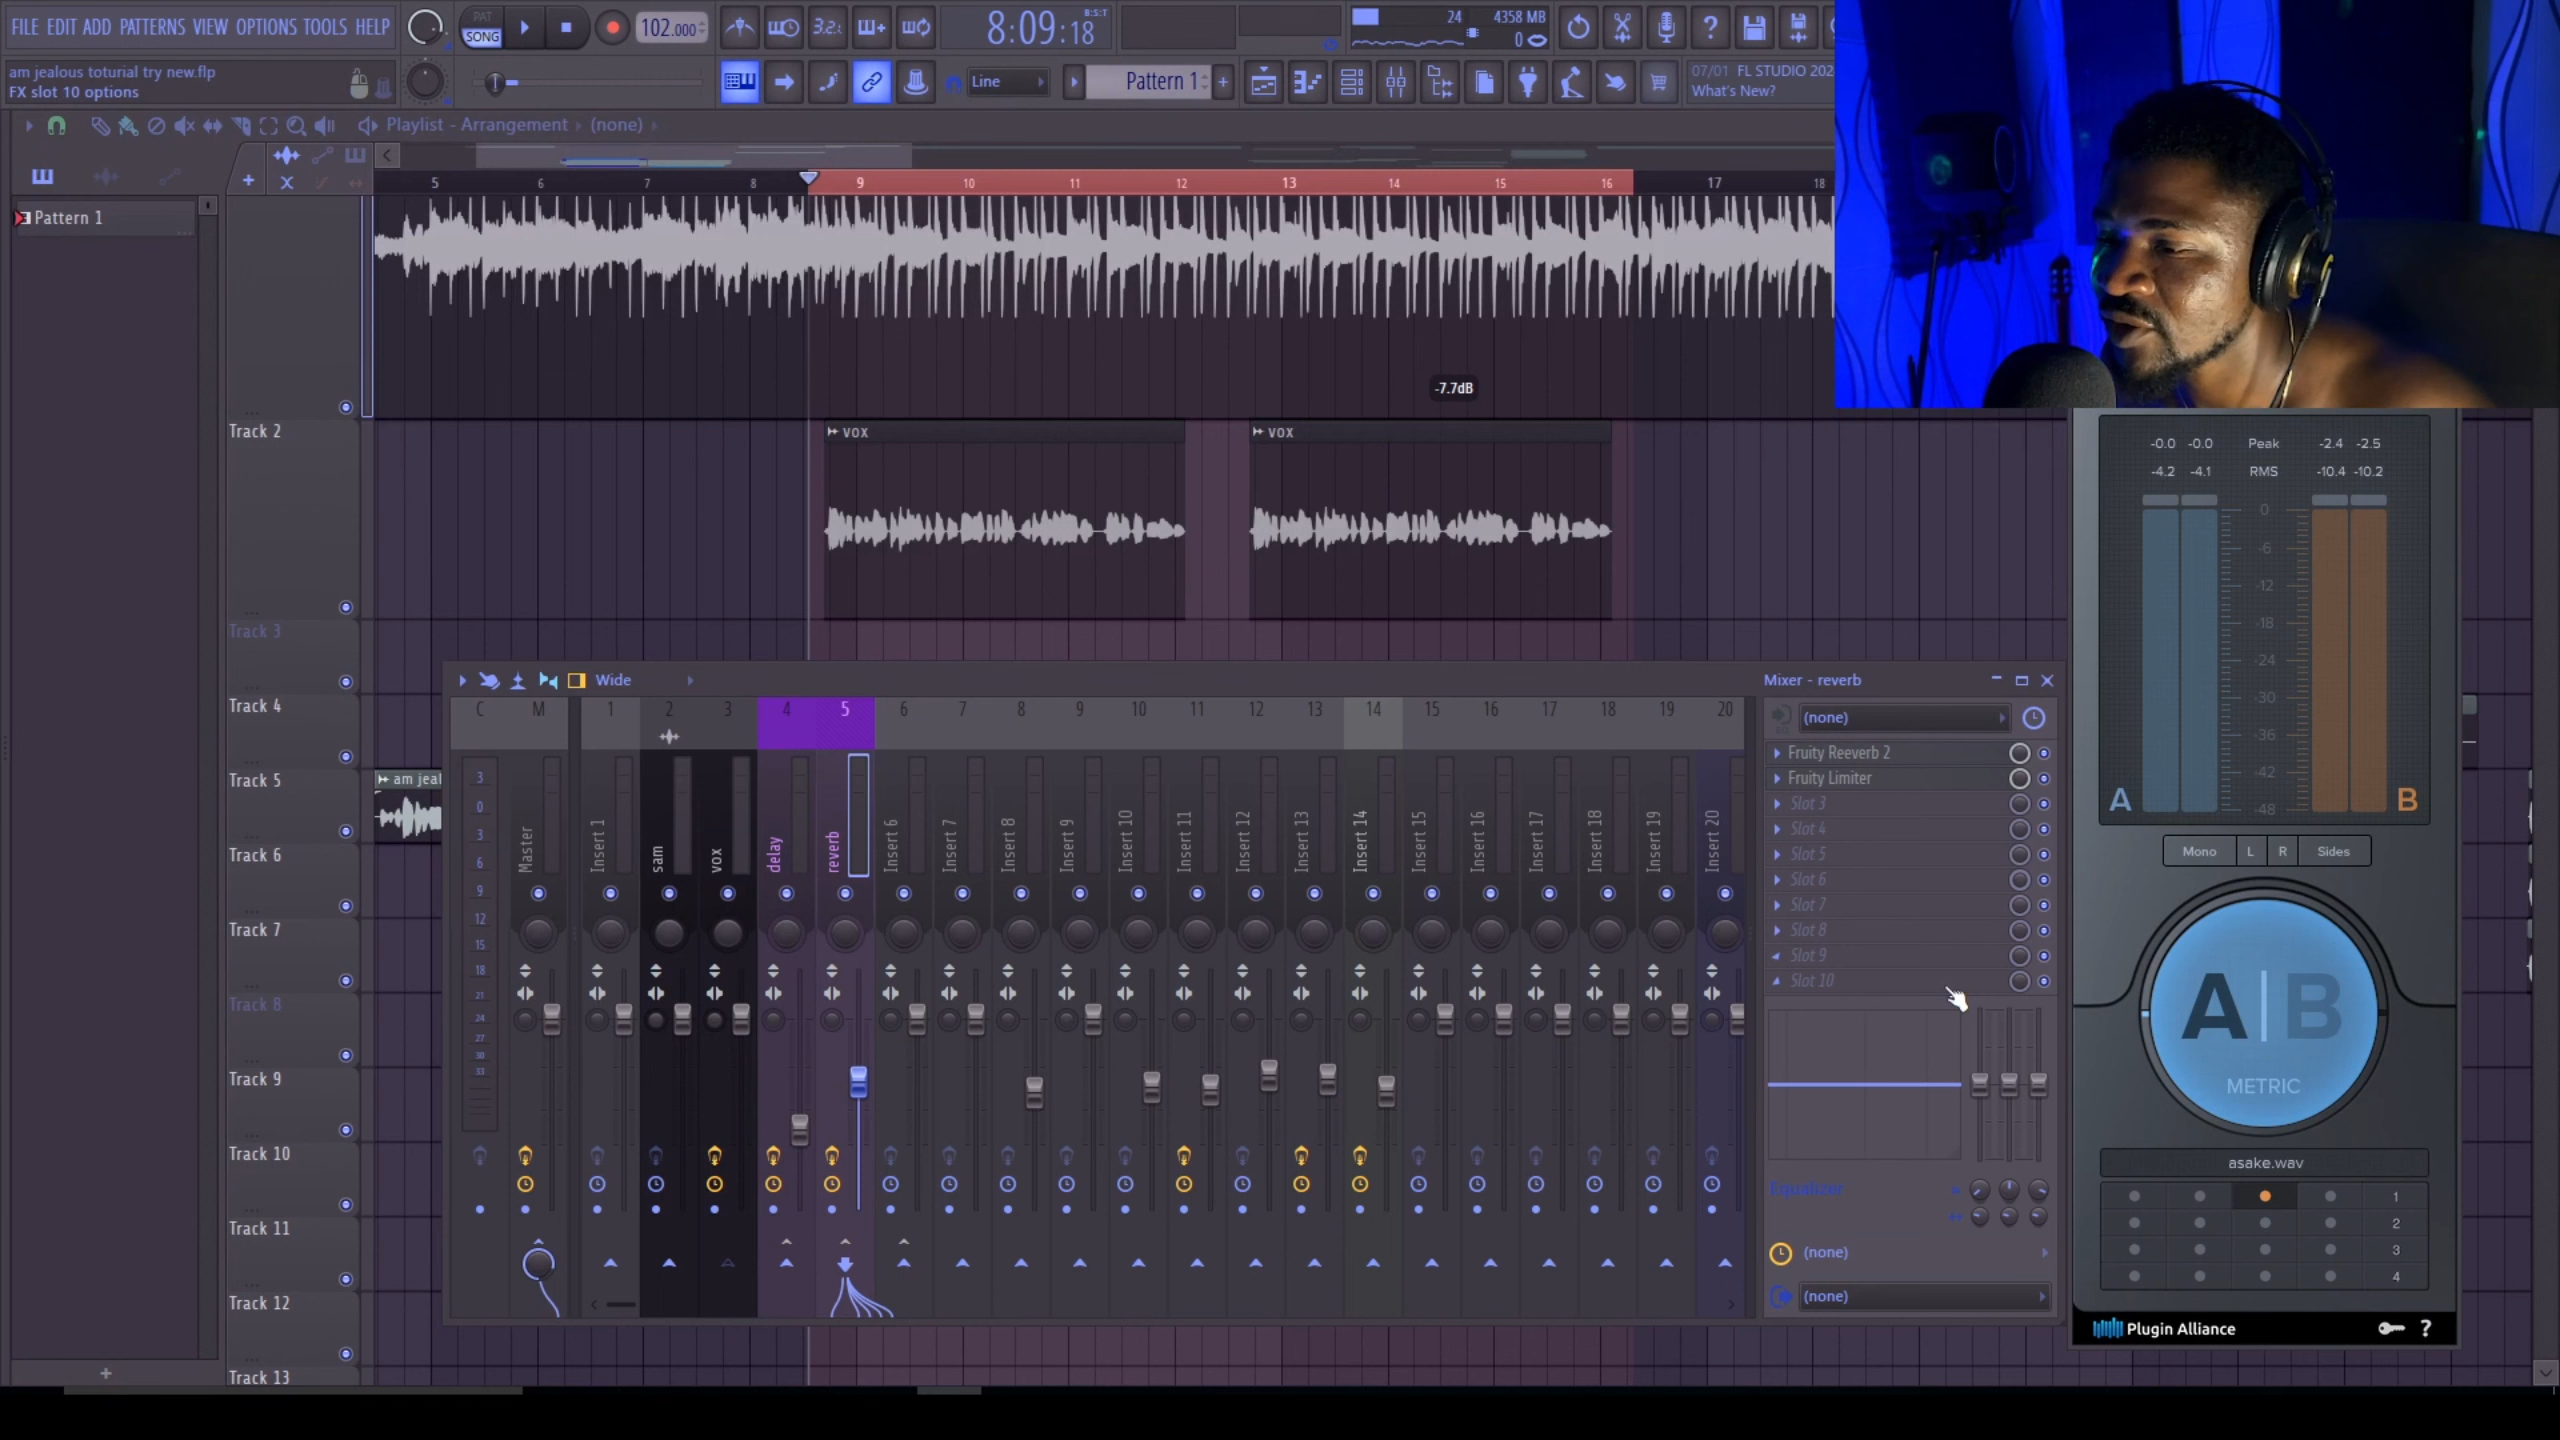 FILE EDIT ADD PATTERNS VIEW OPTIONS TOOLS HELP
PAT
SONG
102.000
3.2.
8:09:18
B:S:T
24
4358 MB
0
am jealous toturial try new.flp
FX slot 10 options
Line
Pattern 1
+
07/01 FL STUDIO 202
What's New?
Playlist - Arrangement (none)
5 6 7 8 9 10 11 12 13 14 15 16 17 18
Pattern 1
-7.7dB
Track 2
vox
vox
Track 3
Track 4
Track 5
am jeal
Track 6
Track 7
Track 8
Track 9
Track 10
Track 11
Track 12
Track 13
Wide
Mixer - reverb
C M 1 2 3 4 5 6 7 8 9 10 11 12 13 14 15 16 17 18 19 20
3
0
3
6
9
12
15
18
21
24
27
30
33
Master
Insert 1
sam
vox
delay
reverb
Insert 6
Insert 7
Insert 8
Insert 9
Insert 10
Insert 11
Insert 12
Insert 13
Insert 14
Insert 15
Insert 16
Insert 17
Insert 18
Insert 19
Insert 20
(none)
Fruity Reeverb 2
Fruity Limiter
Slot 3
Slot 4
Slot 5
Slot 6
Slot 7
Slot 8
Slot 9
Slot 10
Equalizer
(none)
(none)
-0.0 -0.0 Peak -2.4 -2.5
-4.2 -4.1 RMS -10.4 -10.2
0
-6
-12
-18
-24
-30
-36
-42
-48
A
B
Mono L R Sides
A|B
METRIC
asake.wav
1
2
3
4
Plugin Alliance
?